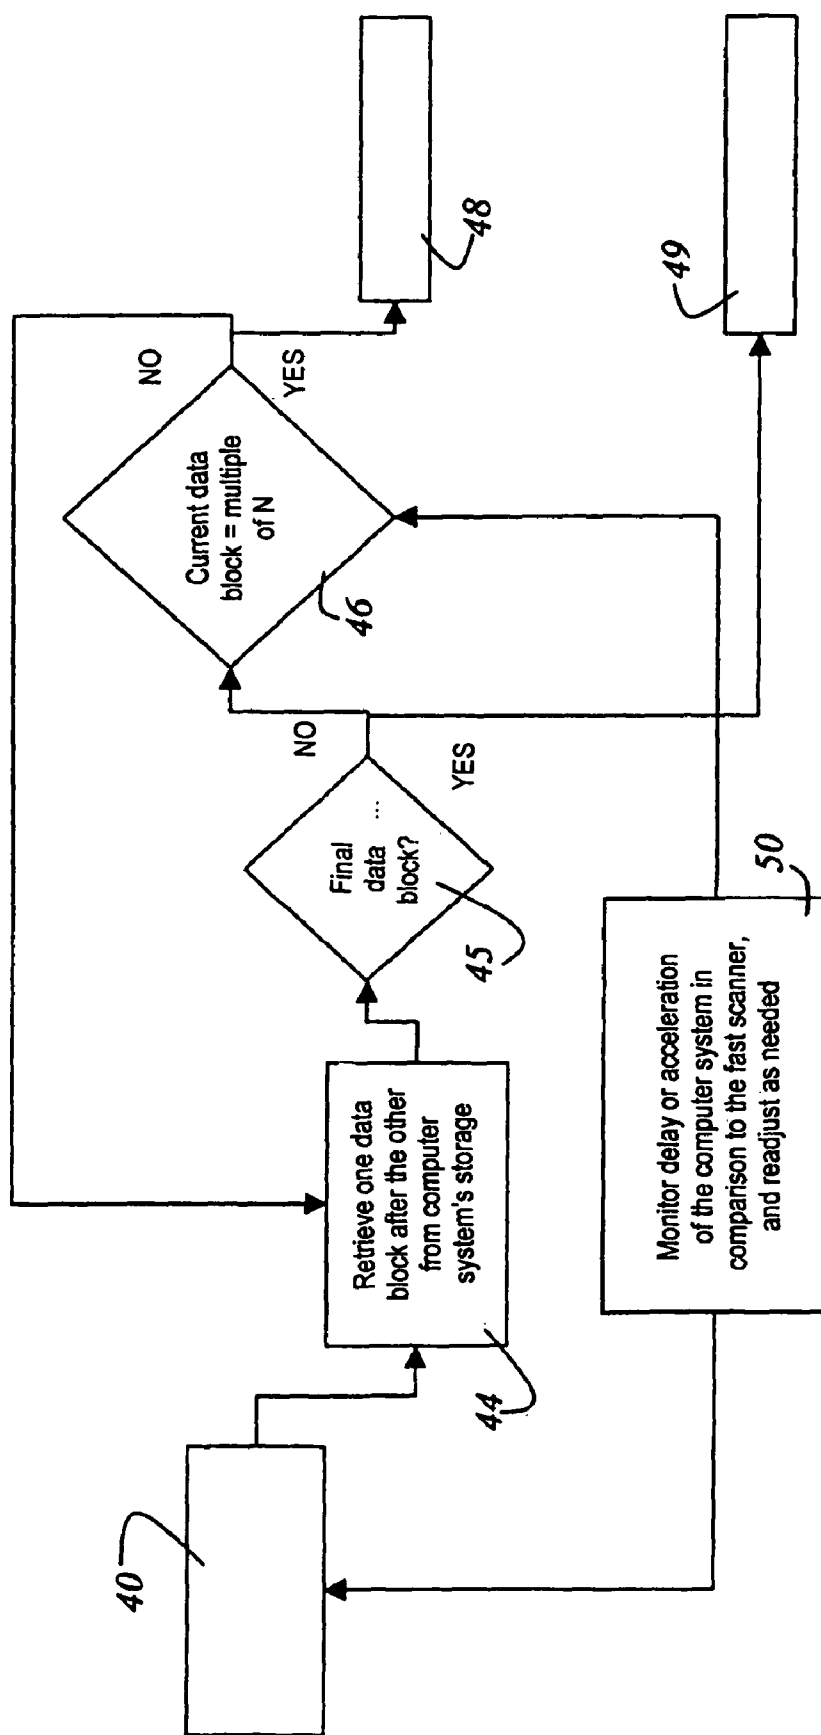 40
Retrieve one data
block after the other
from computer
system's storage
44
Final
data ...
block?
45
NO
YES
Current data
block = multiple
of N
46
NO
YES
48
49
Monitor delay or acceleration
of the computer system in
comparison to the fast scanner,
and readjust as needed
50